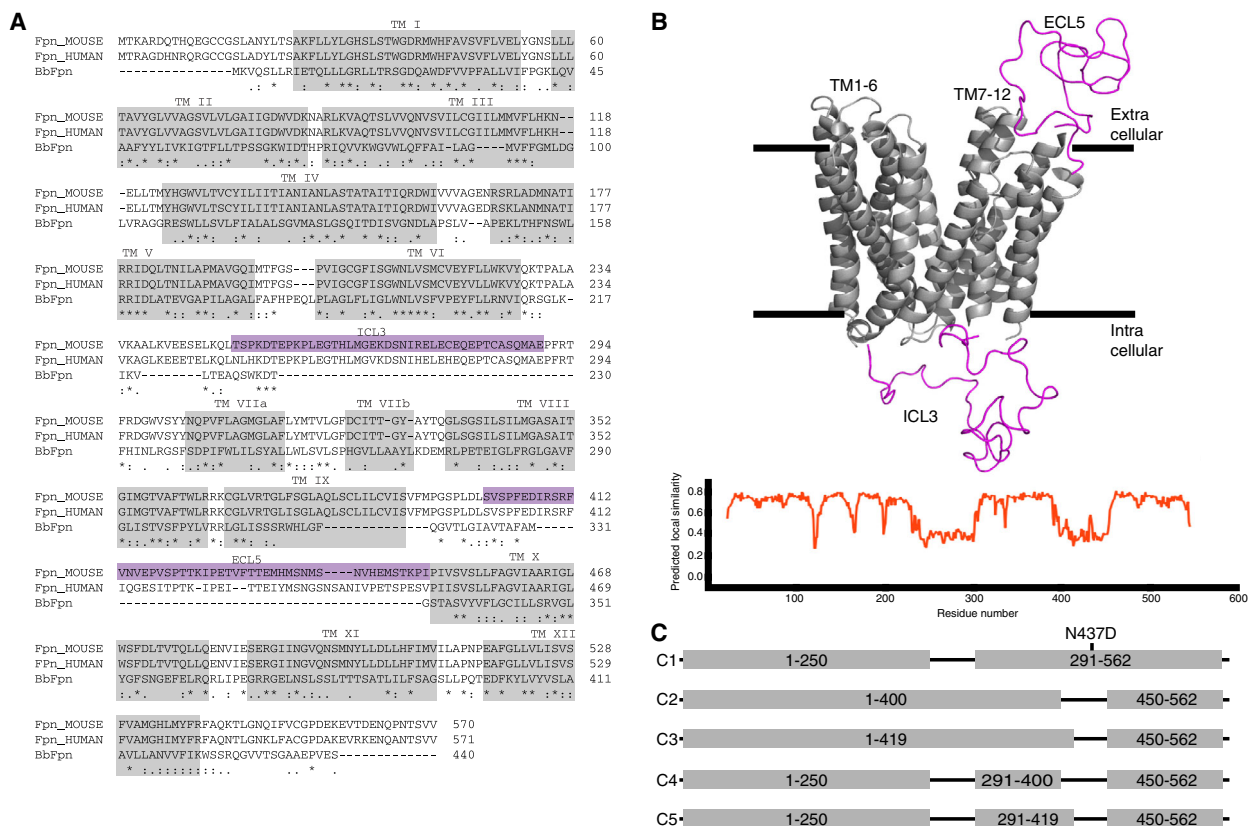 A
TM I
Fpn_MOUSE MTKARDQTHQEGCCGSLANYLTSAKFLLYLGHSLSTWGDRMWHFAVSVFLVELYGNSLLL 60
Fpn_HUMAN MTRAGDHNRQRGCCGSLADYLTSAKFLLYLGHSLSTWGDRMWHFAVSVFLVELYGNSLLL 60
BbFpn --------------MKVQSLLRIETQLLLGRLLTRSGDQAWDFVVPFALLVIFPGKLQV 45
TM II TM III
Fpn_MOUSE TAVYGLVVAGSVLVLGAIIGDWVDKNARLKVAQTSLVVQNVSVILCGIILMMVFLHKN-- 118
Fpn_HUMAN TAVYGLVVAGSVLVLGAIIGDWVDKNARLKVAQTSLVVQNVSVILCGIILMMVFLHKN-- 118
BbFpn AAFYYLIVKIGTFLLTPSSGKWIDTHPRIQVVKWGVWLQFFAI-LAG----MVFFGMLDG 100
TM IV
Fpn_MOUSE -ELLTMYHGWVLTVCYILIITIANIANLASTATAITIQRDWIVVVAGENRSRLADMNATI 177
Fpn_HUMAN -ELLTMYHGWVLTSCYILIITIANIANLASTATAITIQRDWIVVVAGEDRSKLANMNATI 177
BbFpn LVRAGGRESWLLSVLFIALALSGVMASLGSQITDISVGNDLAPSLV--APEKLTHFNSWL 158
TM V TM VI
Fpn_MOUSE RRIDQLTNILAPMAVGQIMTFGS---PVIGCGFISGWNLVSMCVEYFLLWKVYQKTPALA 234
Fpn_HUMAN RRIDQLTNILAPMAVGQIMTFGS---PVIGCGFISGWNLVSMCVEYVLLWKVYQKTPALA 234
BbFpn RRIDLATEVGAPILAGALFAFHPEQLPLAGLFLIGLWNLVSFVPEYFLLRNVIQRSGLK- 217
ICL3
Fpn_MOUSE VKAALKVEESELKQLTSPKDTEPKPLEGTHLMGEKDSNIRELECEQEPTCASQMAEPFRT 294
Fpn_HUMAN VKAGLKEEETELKQLNLHKDTEPKPLEGTHLMGVKDSNIHELEHEQEPTCASQMAEPFRT 294
BbFpn IKV--------LTEAQSWKDT--------------------------------------- 230
TM VIIa TM VIIb TM VIII
Fpn_MOUSE FRDGWVSYYNQPVFLAGMGLAFLYMTVLGFDCITT-GY-AYTQGLSGSILSILMGASAIT 352
Fpn_HUMAN FRDGWVSYYNQPVFLAGMGLAFLYMTVLGFDCITT-GY-AYTQGLSGSILSILMGASAIT 352
BbFpn FHINLRGSFSDPIFWLILSYALLWLSVLSPHGVLLAAYLKDEMRLPETEIGLFRGLGAVF 290
TM IX
Fpn_MOUSE GIMGTVAFTWLRRKCGLVRTGLFSGLAQLSCLILCVISVFMPGSPLDLSVSPFEDIRSRF 412
Fpn_HUMAN GIMGTVAFTWLRRKCGLVRTGLISGLAQLSCLILCVISVFMPGSPLDLSVSPFEDIRSRF 412
BbFpn GLISTVSFPYLVRRLGLISSSRWHLGF--------------QGVTLGIAVTAFAM----- 331
ECL5 TM X
Fpn_MOUSE VNVEPVSPTTKIPETVFTTEMHMSNMS----NVHEMSTKPIPIVSVSLLFAGVIAARIGL 468
Fpn_HUMAN IQGESITPTK-IPEI--TTEIYMSNGSNSANIVPETSPESVPIISVSLLFAGVIAARIGL 469
BbFpn ----------------------------------------GSTASVYVFLGCILLSRVGL 351
TM XI TM XII
Fpn_MOUSE WSFDLTVTQLLQENVIESERGIINGVQNSMNYLLDLLHFIMVILAPNPEAFGLLVLISVS 528
Fpn_HUMAN WSFDLTVTQLLQENVIESERGIINGVQNSMNYLLDLLHFIMVILAPNPEAFGLLVLISVS 529
BbFpn YGFSNGEFELRQRLIPEGRRGELNSLSSLTTTSATLILFSAGSLLPQTEDFKYLVYVSLA 411
Fpn_MOUSE FVAMGHLMYFRFAQKTLGNQIFVCGPDEKEVTDENQPNTSVV 570
Fpn_HUMAN FVAMGHIMYFRFAQNTLGNKLFACGPDAKEVRKENQANTSVV 571
BbFpn AVLLANVVFIKWSSRQGVVTSGAAEPVES------------- 440
B
ECL5
TM1-6
TM7-12
Extra
cellular
Intra
cellular
ICL3
Predicted local similarity
0.8
0.6
0.4
0.2
0.0
100 200 300 400 500 600
Residue number
C
N437D
C1 1-250 291-562
C2 1-400 450-562
C3 1-419 450-562
C4 1-250 291-400 450-562
C5 1-250 291-419 450-562